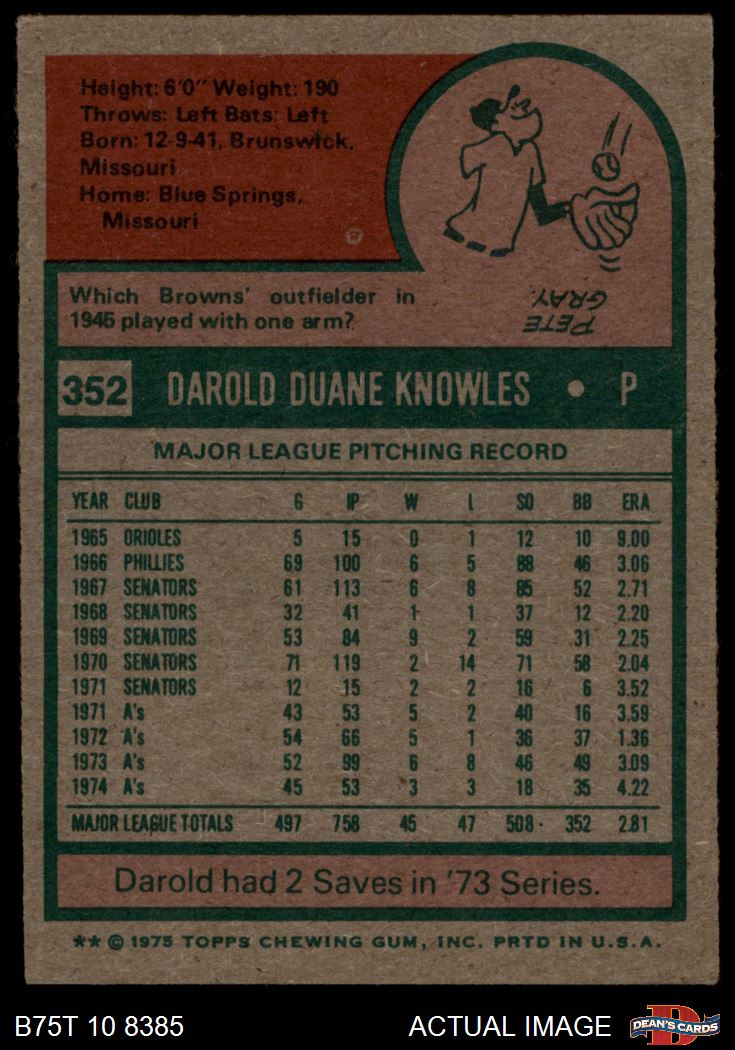 Height: 6'0" Weight: 190
Throws: Left Bats: Left
Born: 12-9-41, Brunswick,
Missouri
Home: Blue Springs,
Missouri
Which Browns' outfielder in
1945 played with one arm?
PETE
GRAY.
352 DAROLD DUANE KNOWLES • P
MAJOR LEAGUE PITCHING RECORD
YEAR CLUB G IP W L SO BB ERA
1965 ORIOLES 5 15 0 1 12 10 9.00
1966 PHILLIES 69 100 6 5 88 46 3.06
1967 SENATORS 61 113 6 8 85 52 2.71
1968 SENATORS 32 41 1 1 37 12 2.20
1969 SENATORS 53 84 9 2 59 31 2.25
1970 SENATORS 71 119 2 14 71 58 2.04
1971 SENATORS 12 15 2 2 16 6 3.52
1971 A's 43 53 5 2 40 16 3.59
1972 A's 54 66 5 1 36 37 1.36
1973 A's 52 99 6 8 46 49 3.09
1974 A's 45 53 3 3 18 35 4.22
MAJOR LEAGUE TOTALS 497 758 45 47 508 352 2.81
Darold had 2 Saves in '73 Series.
** © 1975 TOPPS CHEWING GUM, INC. PRTD IN U.S.A.
B75T 10 8385 ACTUAL IMAGE
D
DEAN'S CARDS